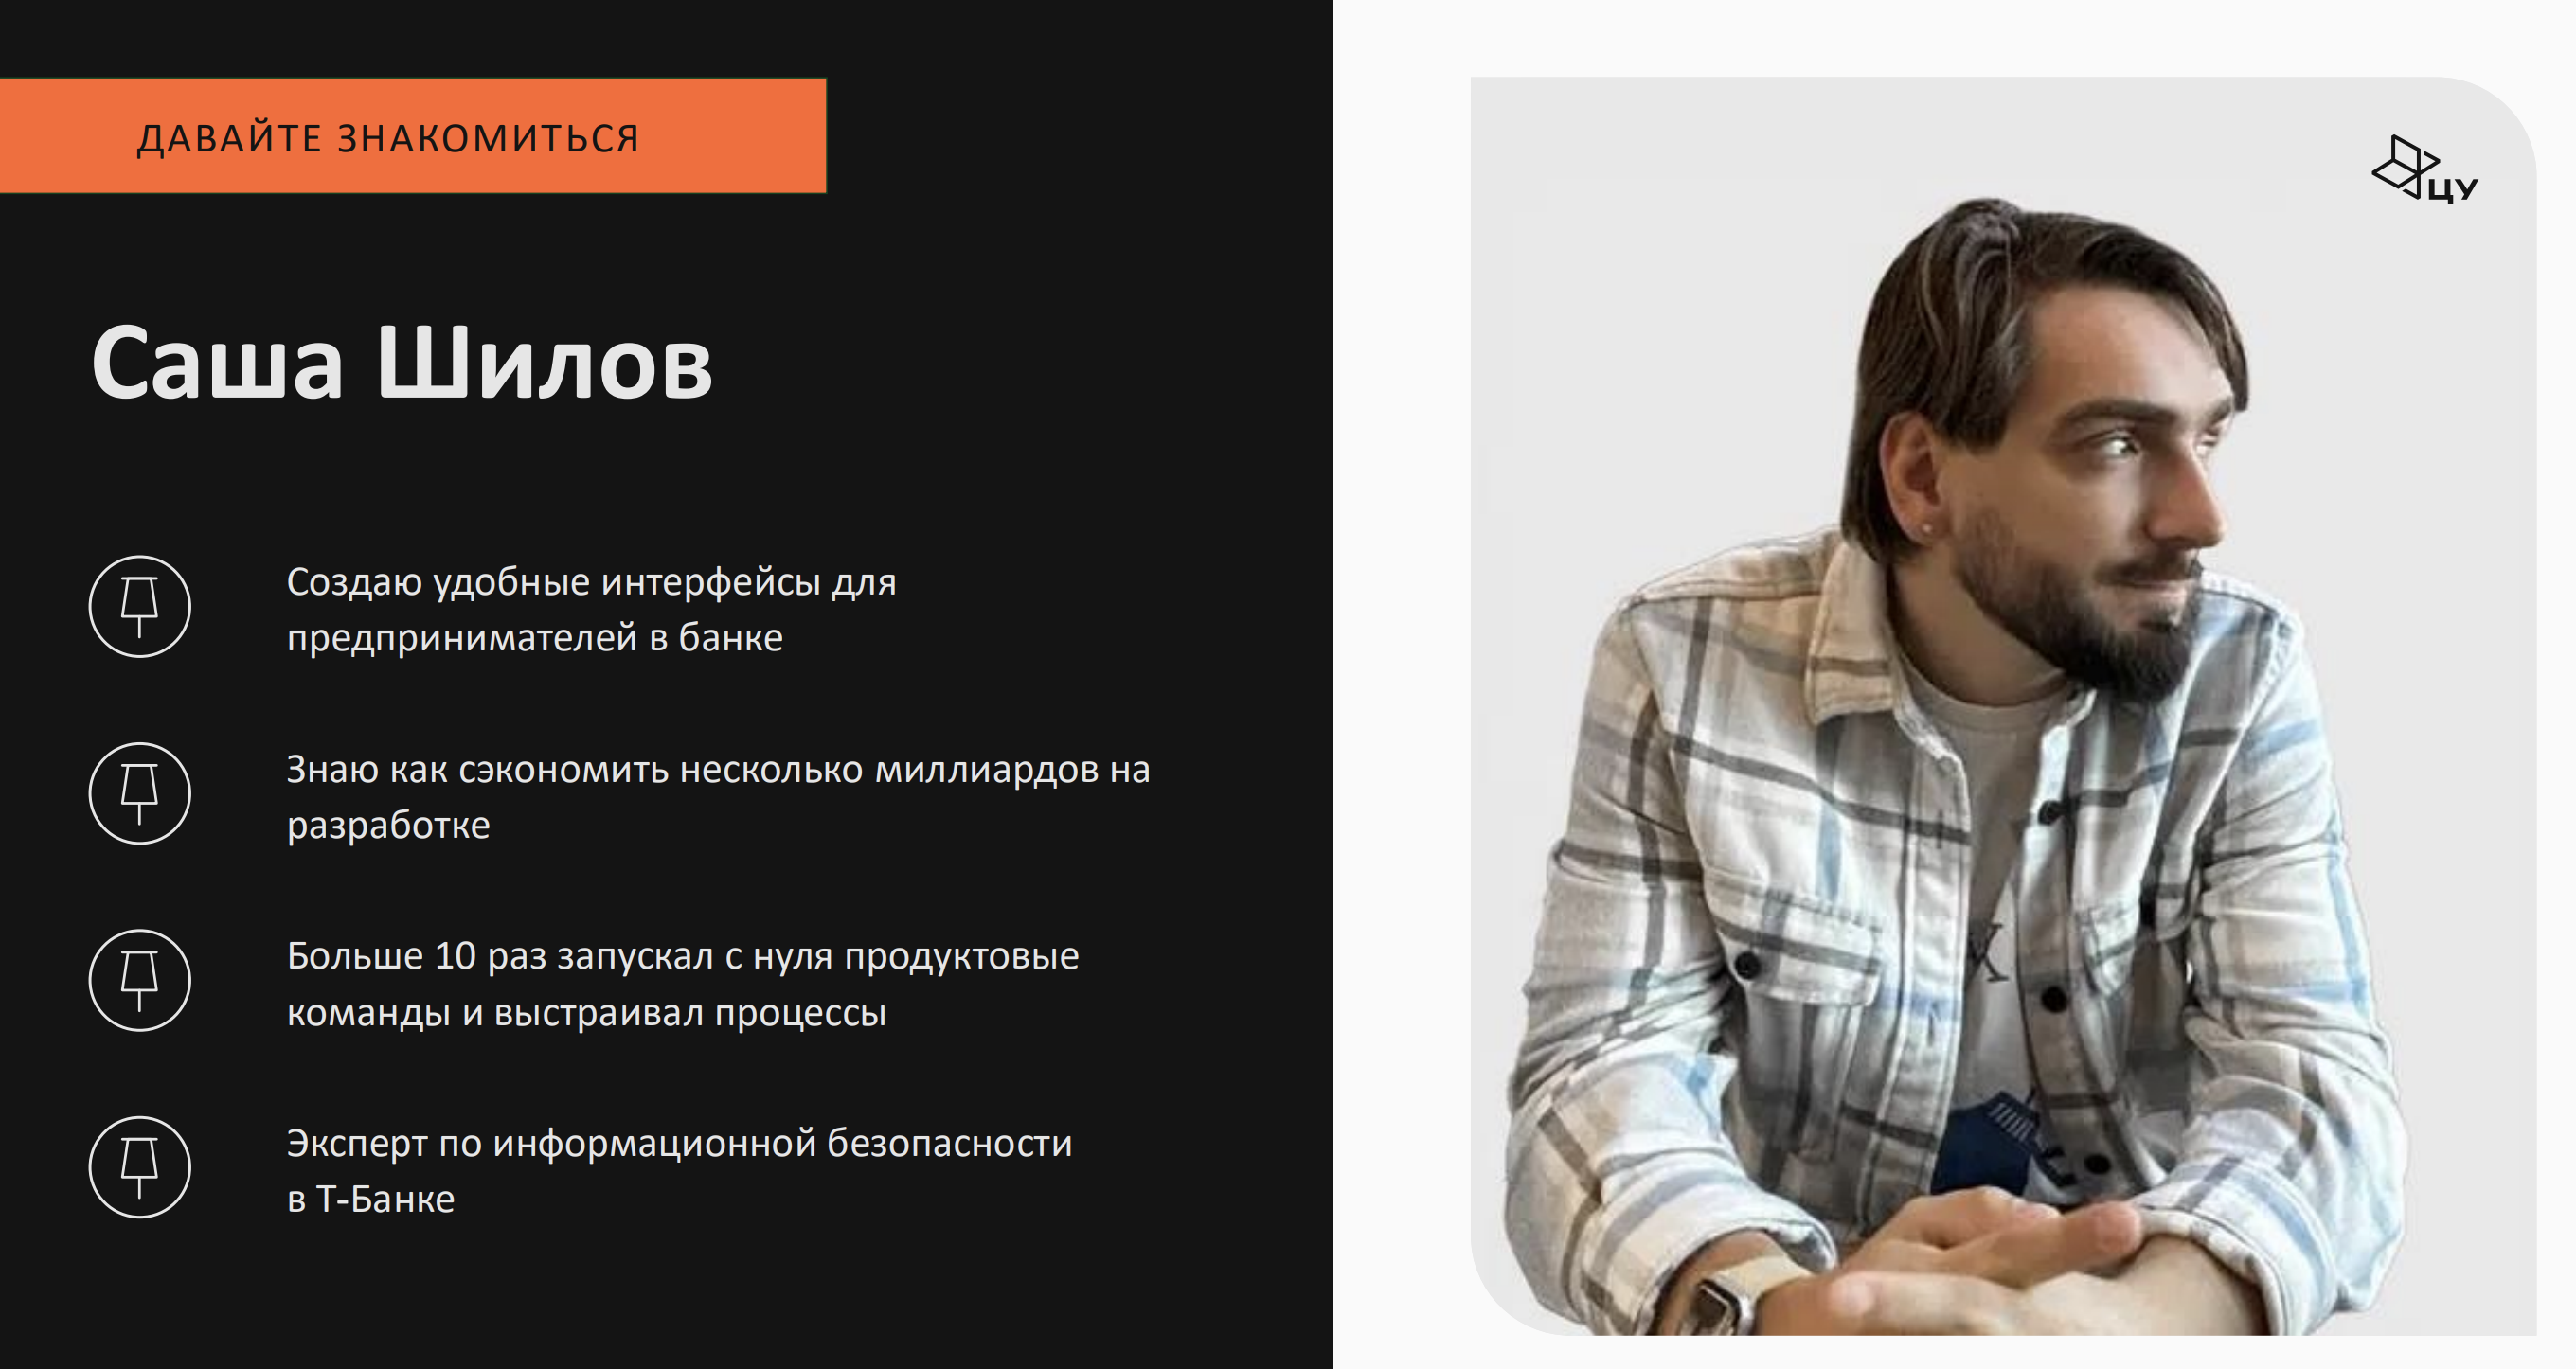 ДАВАЙТЕ ЗНАКОМИТЬСЯ
Саша Шилов
Создаю удобные интерфейсы для
предпринимателей в банке
Знаю как сэкономить несколько миллиардов на
разработке
Больше 10 раз запускал с нуля продуктовые
команды и выстраивал процессы
Эксперт по информационной безопасности
в Т-Банке
ЦУ